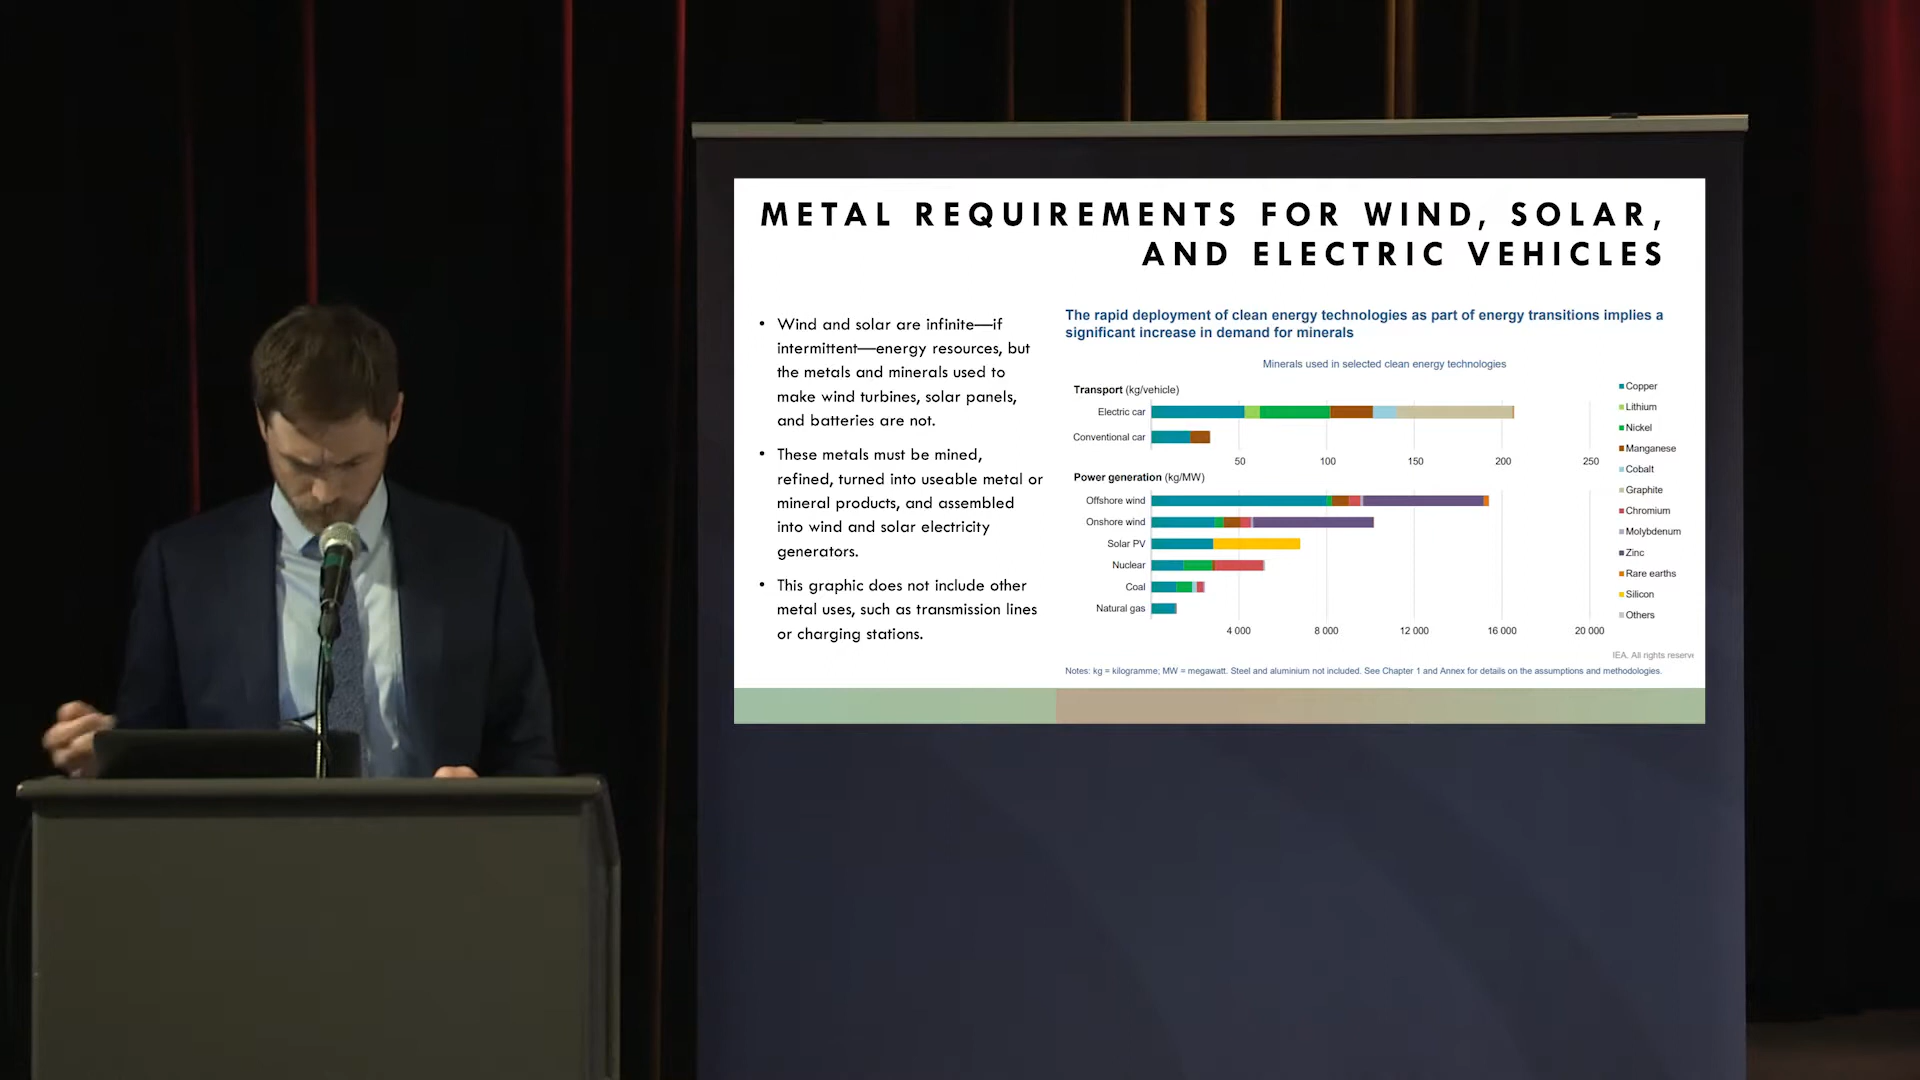 METAL REQUIREMENTS FOR WIND, SOLAR,
AND ELECTRIC VEHICLES
• Wind and solar are infinite—if
intermittent—energy resources, but
the metals and minerals used to
make wind turbines, solar panels,
and batteries are not.
• These metals must be mined,
refined, turned into useable metal or
mineral products, and assembled
into wind and solar electricity
generators.
• This graphic does not include other
metal uses, such as transmission lines
or charging stations.
The rapid deployment of clean energy technologies as part of energy transitions implies a
significant increase in demand for minerals
Minerals used in selected clean energy technologies
Transport (kg/vehicle)
Electric car
Conventional car
50 100 150 200 250
Power generation (kg/MW)
Offshore wind
Onshore wind
Solar PV
Nuclear
Coal
Natural gas
4 000 8 000 12 000 16 000 20 000
Copper
Lithium
Nickel
Manganese
Cobalt
Graphite
Chromium
Molybdenum
Zinc
Rare earths
Silicon
Others
IEA. All rights reserve
Notes: kg = kilogramme; MW = megawatt. Steel and aluminium not included. See Chapter 1 and Annex for details on the assumptions and methodologies.